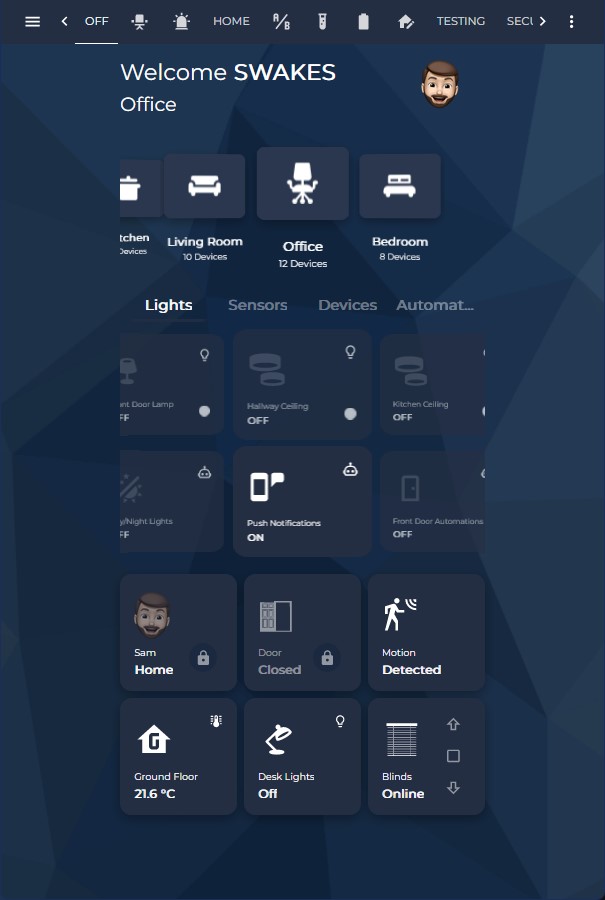 OFF HOME A/B TESTING SECU
Welcome SWAKES
Office
tchen Living Room Office Bedroom
Devices 10 Devices 12 Devices 8 Devices
Lights Sensors Devices Automat...
nt Door Lamp Hallway Ceiling Kitchen Ceiling
FF OFF OFF
y/Night Lights Push Notifications Front Door Automations
FF ON OFF
Sam Door Motion
Home Closed Detected
G
Ground Floor Desk Lights Blinds
21.6 °C Off Online